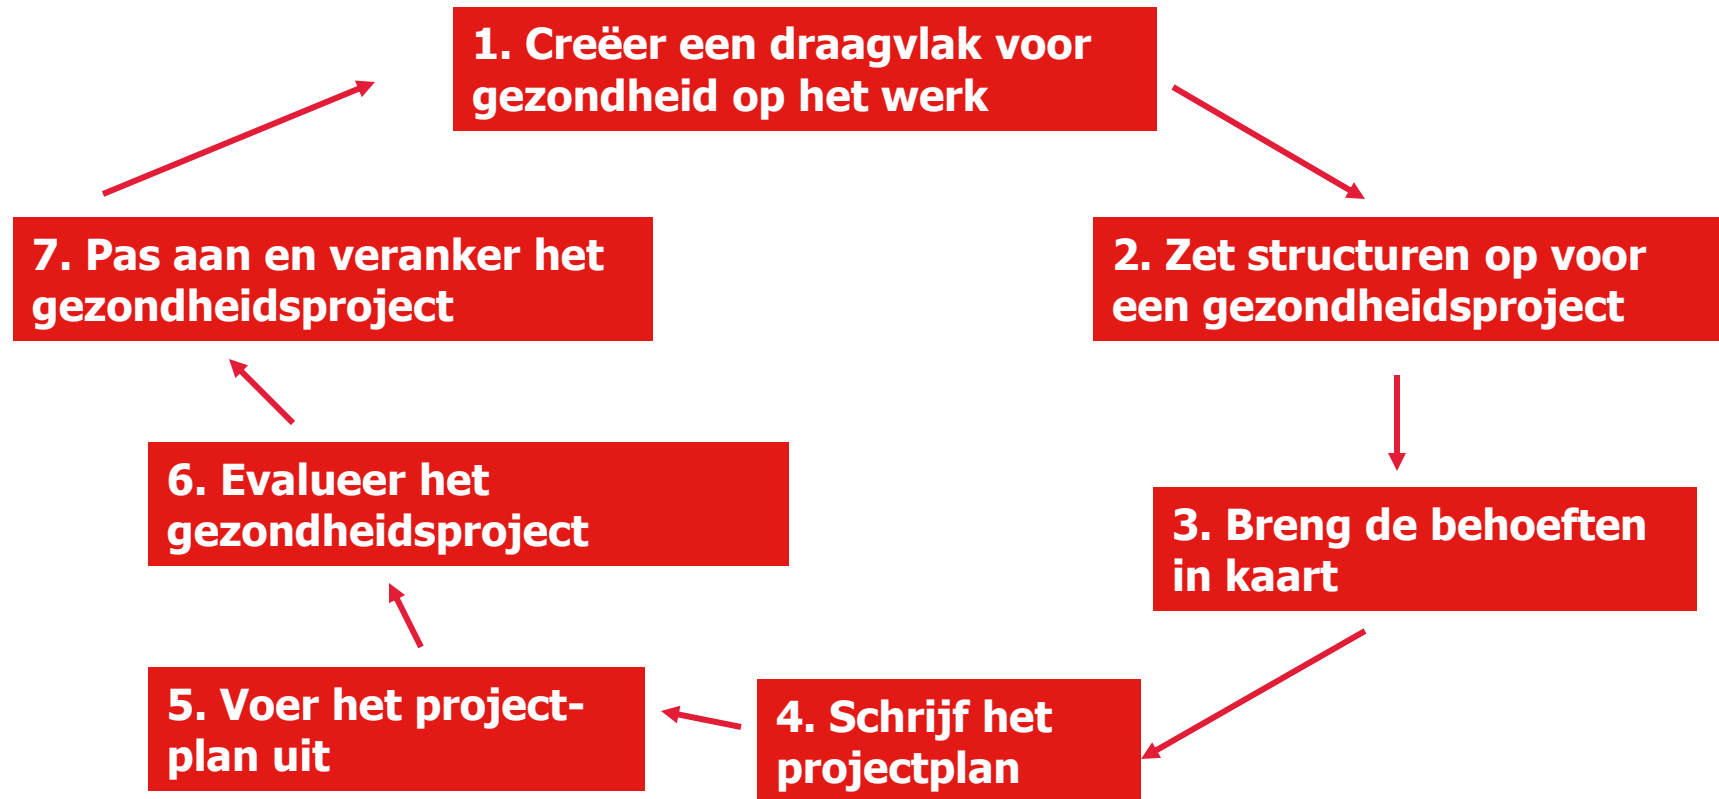 1. Creëer een draagvlak voor
gezondheid op het werk
2. Zet structuren op voor
een gezondheidsproject
3. Breng de behoeften
in kaart
4. Schrijf het
projectplan
5. Voer het project-
plan uit
6. Evalueer het
gezondheidsproject
7. Pas aan en veranker het
gezondheidsproject